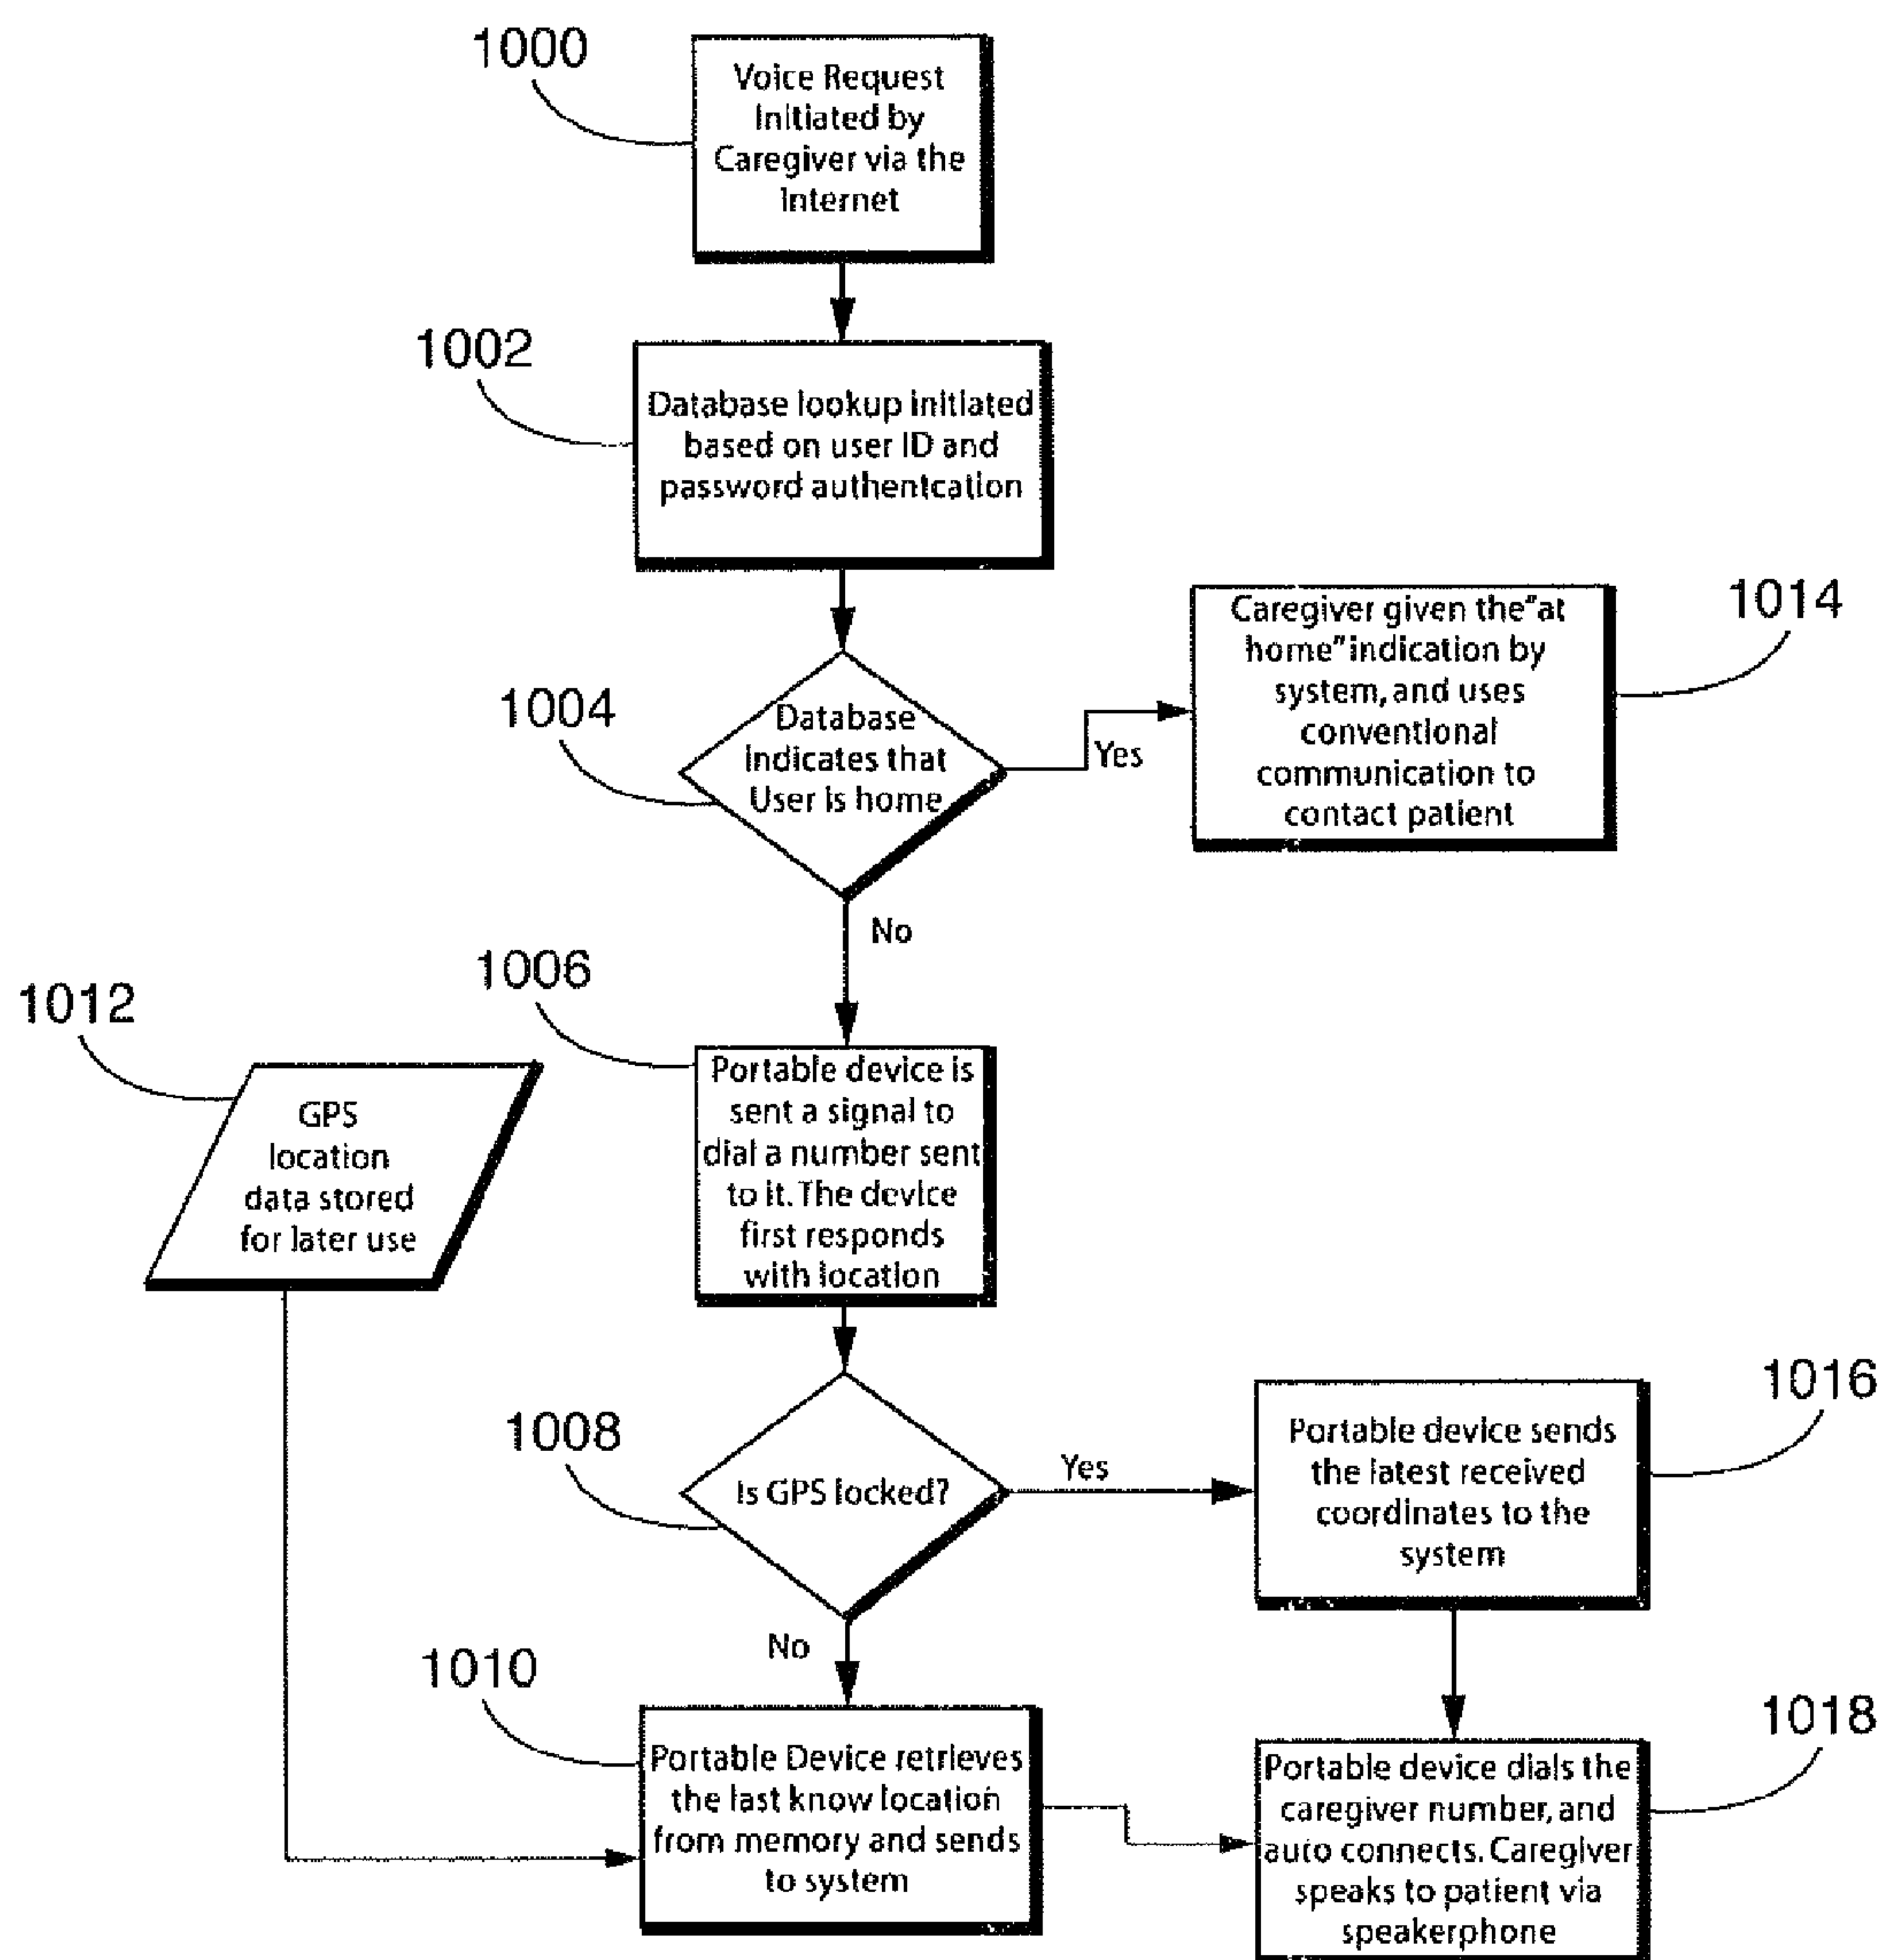 1000
Voice Request
Initiated by
Caregiver via the
Internet
1002
Database lookup initiated
based on user ID and
password authentcation
1004
Database
Indicates that
User is home
Yes
Caregiver given the "at
home" indication by
system, and uses
conventional
communication to
contact patient
1014
No
1012
GPS
location
data stored
for later use
1006
Portable device is
sent a signal to
dial a number sent
to it. The device
first responds
with location
1008
Is GPS locked?
Yes
Portable device sends
the latest received
coordinates to the
system
1016
No
1010
Portable Device retrieves
the last know location
from memory and sends
to system
Portable device dials the
caregiver number, and
auto connects. Caregiver
speaks to patient via
speakerphone
1018